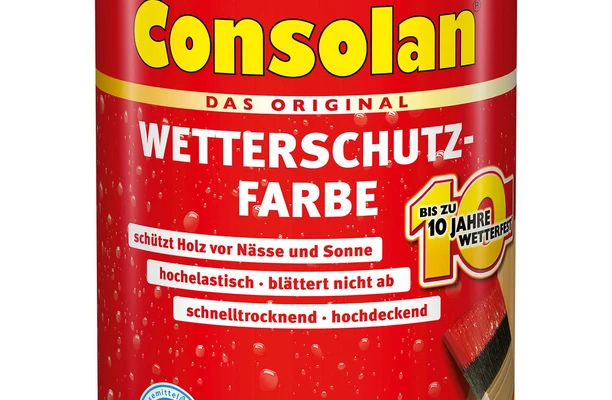 Consolan®
DAS ORIGINAL
WETTERSCHUTZ-
FARBE
BIS ZU
10 JAHRE
WETTERFEST
10
schützt Holz vor Nässe und Sonne
hochelastisch · blättert nicht ab
schnelltrocknend · hochdeckend